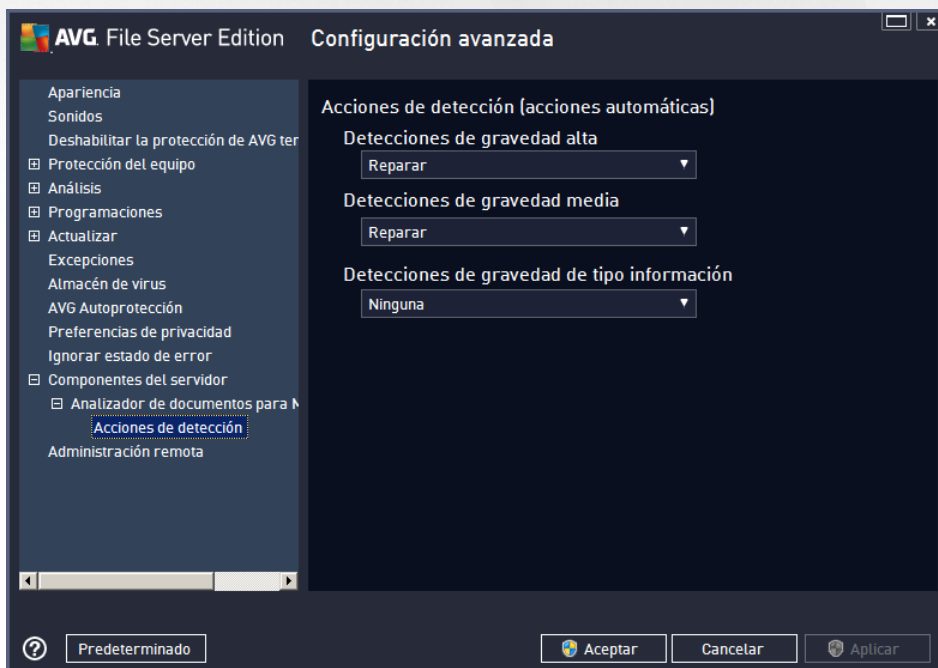 AVG. File Server Edition Configuración avanzada
Apariencia
Sonidos
Deshabilitar la protección de AVG ter
Protección del equipo
Análisis
Programaciones
Actualizar
Excepciones
Almacén de virus
AVG Autoprotección
Preferencias de privacidad
Ignorar estado de error
Componentes del servidor
Analizador de documentos para M
Acciones de detección
Administración remota
Acciones de detección (acciones automáticas)
Detecciones de gravedad alta
Reparar
Detecciones de gravedad media
Reparar
Detecciones de gravedad de tipo información
Ninguna
Predeterminado
Aceptar
Cancelar
Aplicar